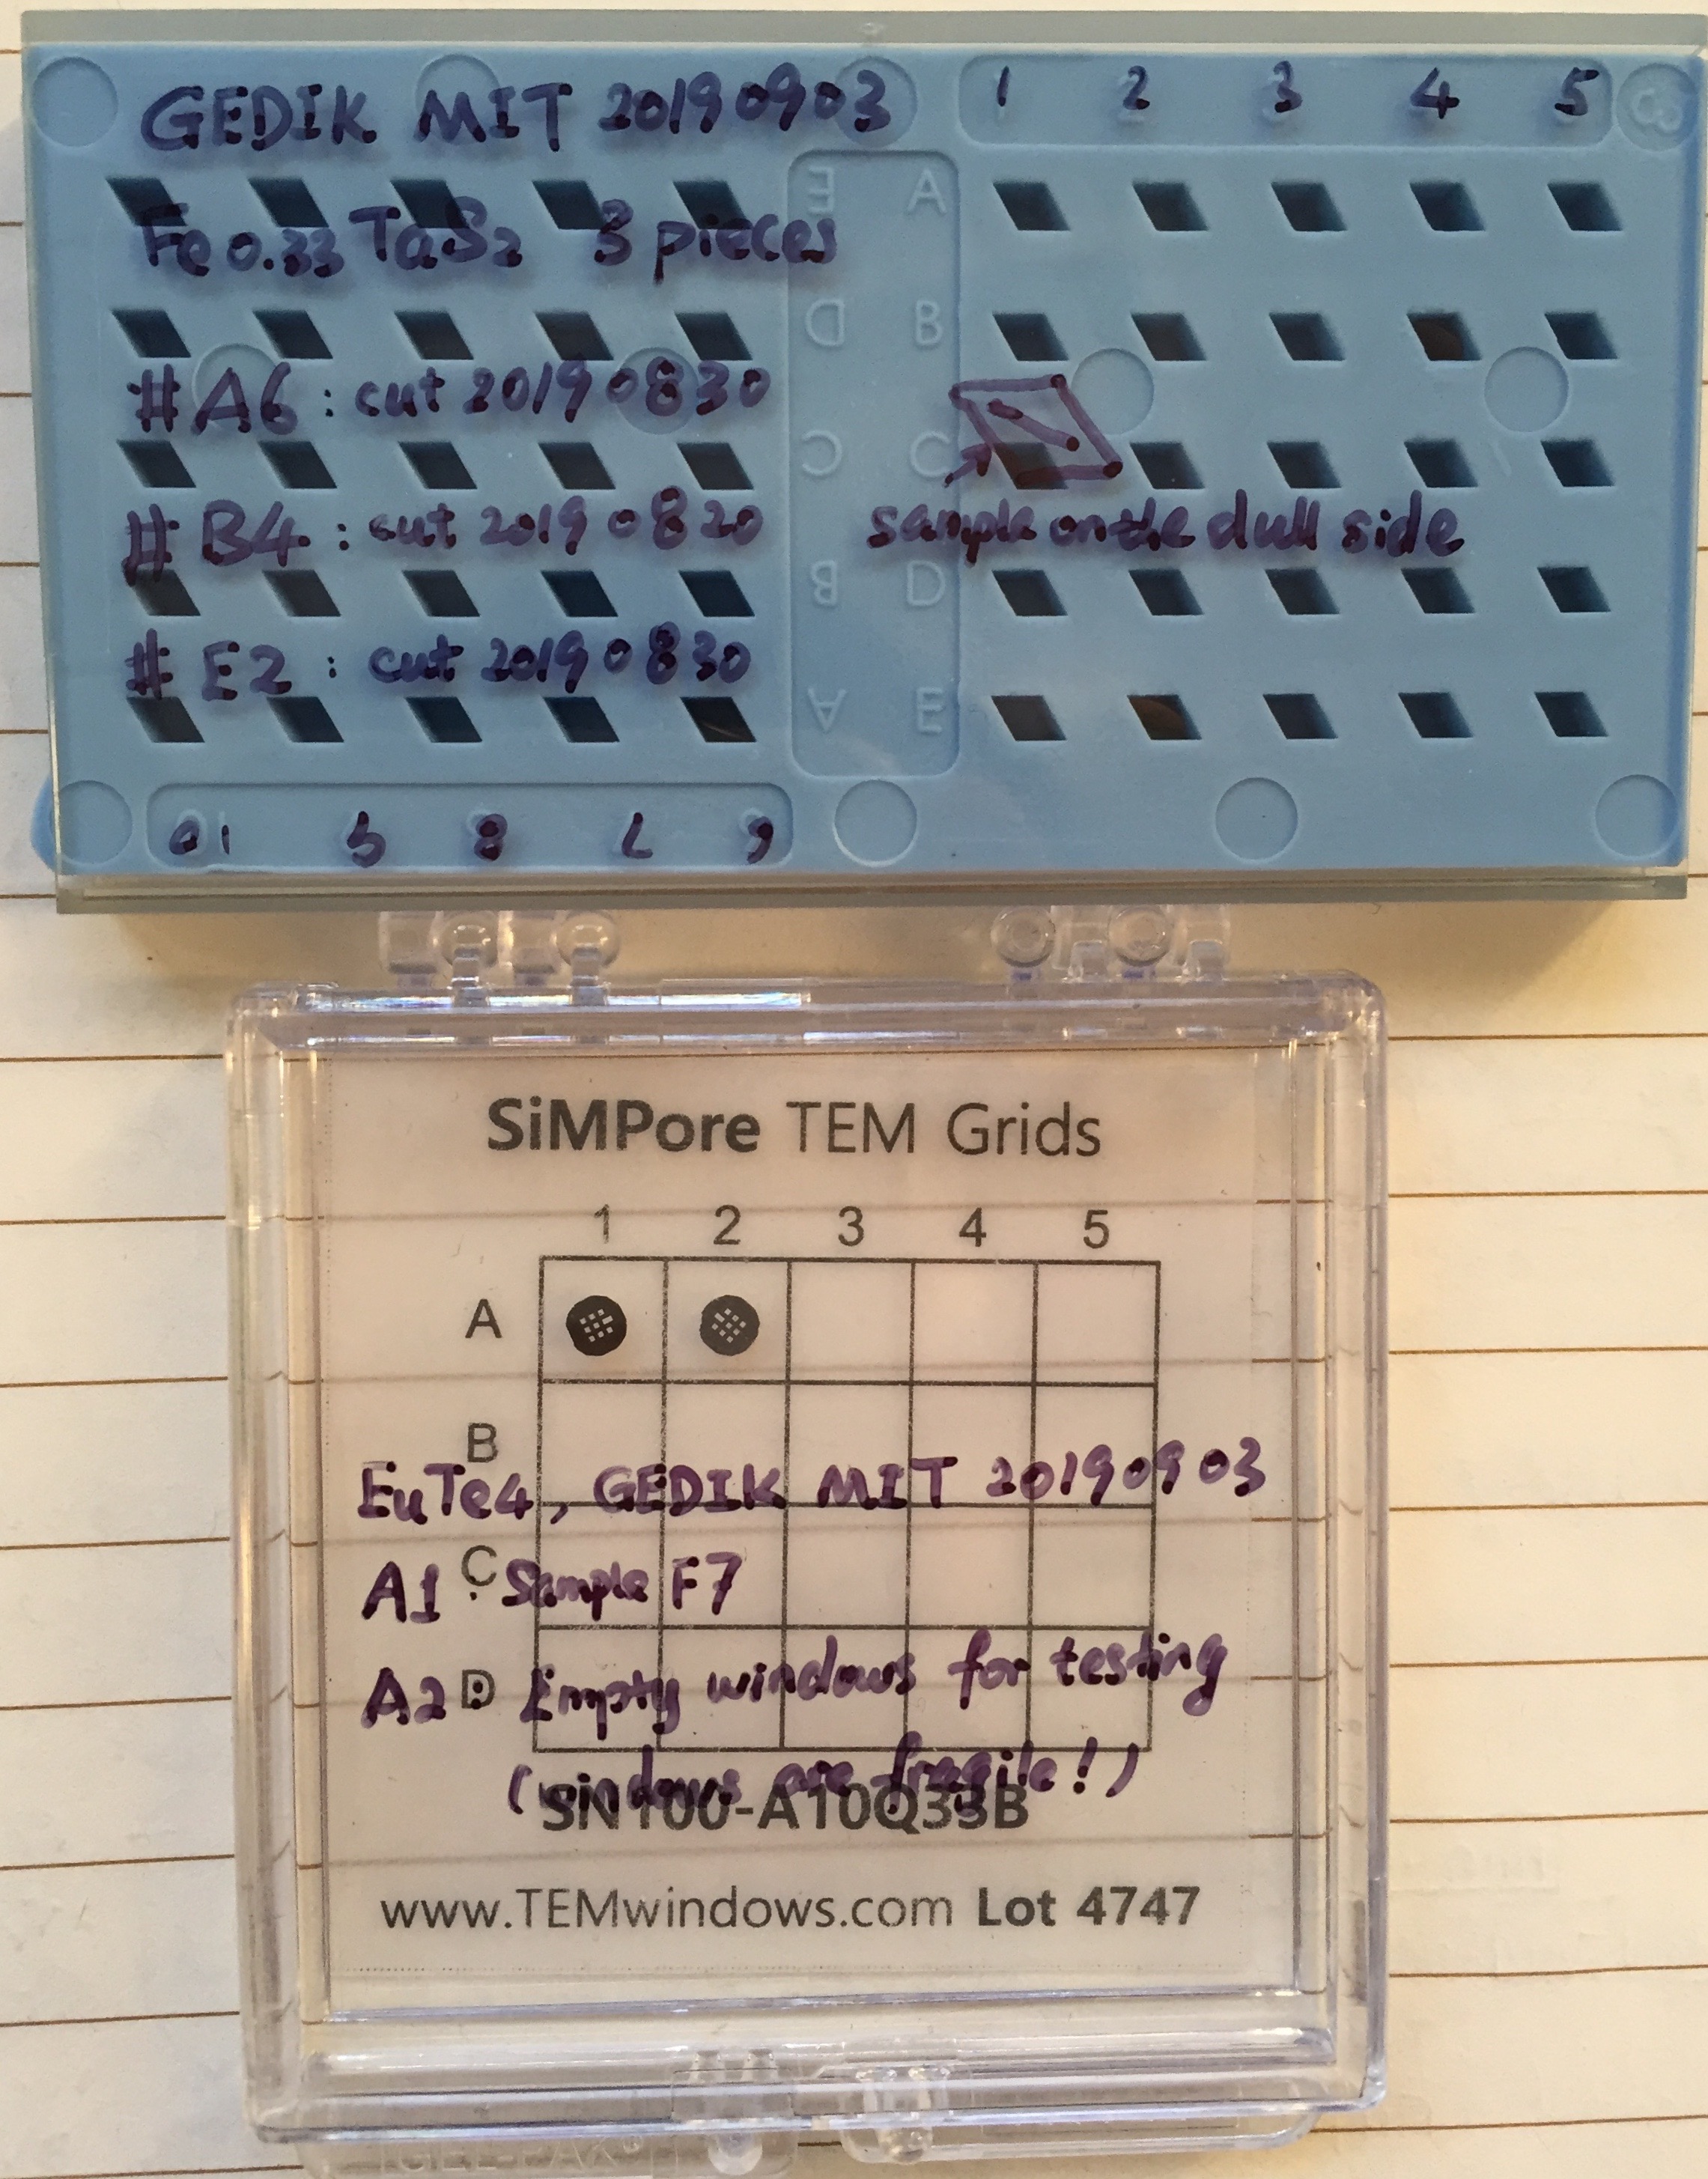 GEDIK MIT 20190903
1 2 3 4 5
Fe0.33TaS2 3 pieces
#A6: cut 20190830
#B4: cut 20190820
#E2: cut 20190830
E A
D B
C C
B D
A E
sample on the dull side
10 9 8 7 6
SiMPore TEM Grids
1 2 3 4 5
A
B
EuTe4, GEDIK MIT 20190903
C
A1: Sample F7
D
A2: Empty windows for testing
(windows are fragile!)
SN100-A10Q33B
www.TEMwindows.com Lot 4747
GEL-PAK®